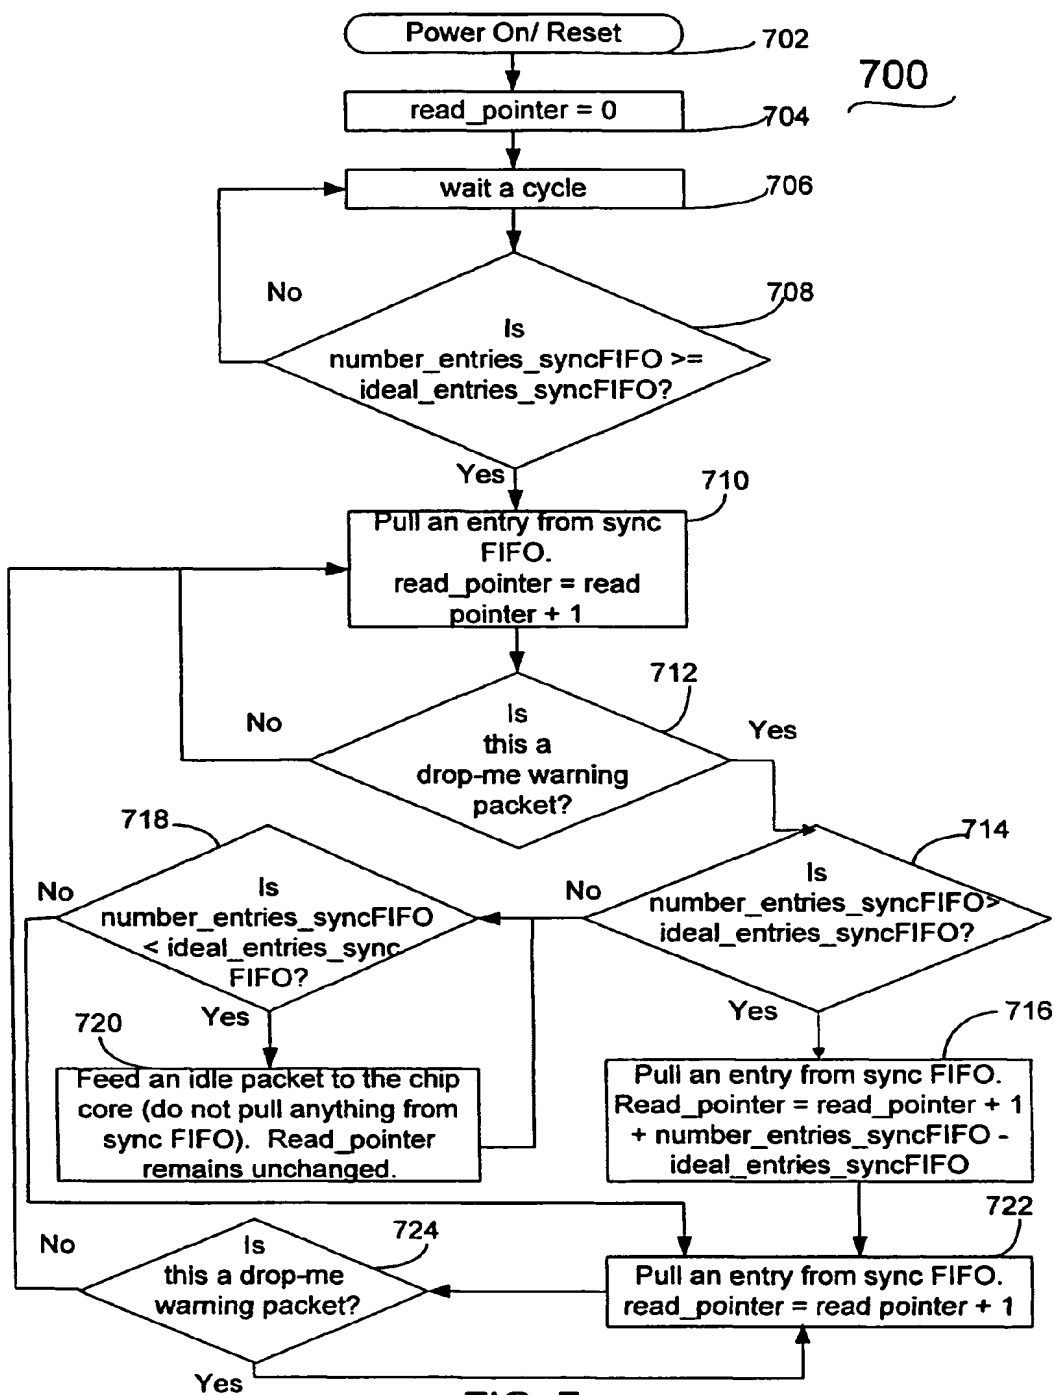 Power On/ Reset
702
700
read_pointer = 0
704
wait a cycle
706
No
708
Is
number_entries_syncFIFO >=
ideal_entries_syncFIFO?
Yes
710
Pull an entry from sync
FIFO.
read_pointer = read
pointer + 1
712
No
Is
this a
drop-me warning
packet?
Yes
718
714
No
Is
number_entries_syncFIFO
< ideal_entries_sync
FIFO?
No
Is
number_entries_syncFIFO>
ideal_entries_syncFIFO?
Yes
Yes
720
716
Feed an idle packet to the chip
core (do not pull anything from
sync FIFO). Read_pointer
remains unchanged.
Pull an entry from sync FIFO.
Read_pointer = read_pointer + 1
+ number_entries_syncFIFO -
ideal_entries_syncFIFO
722
724
No
Is
this a drop-me
warning packet?
Pull an entry from sync FIFO.
read_pointer = read pointer + 1
Yes